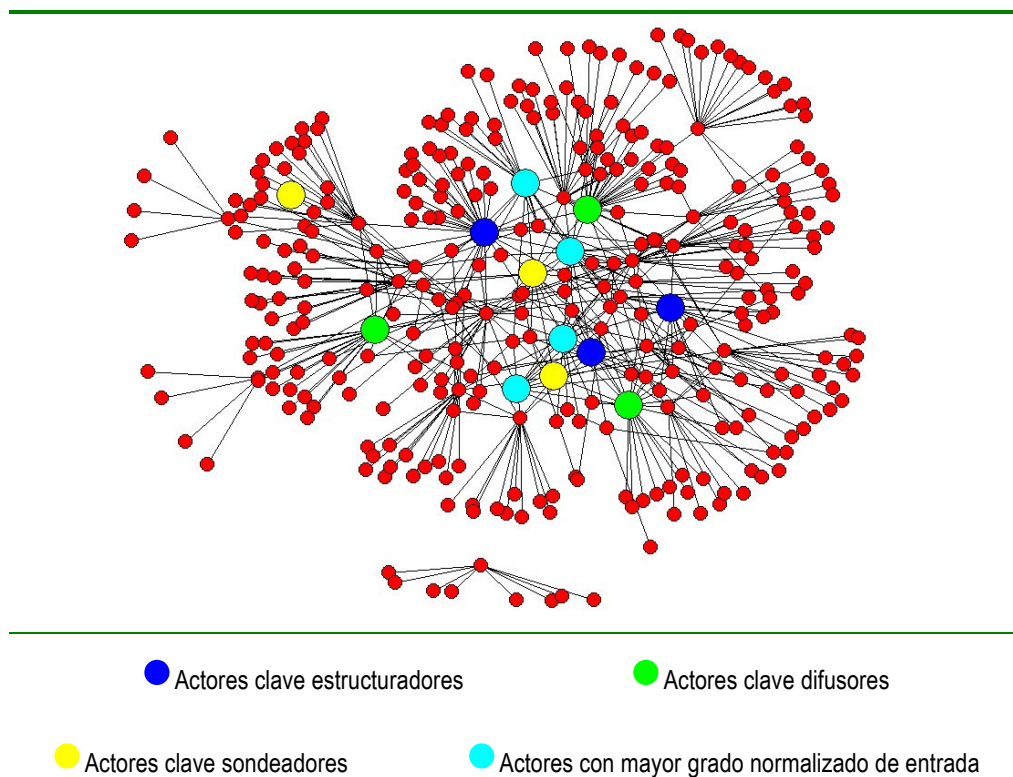 Actores clave estructuradores
Actores clave difusores
Actores clave sondeadores
Actores con mayor grado normalizado de entrada